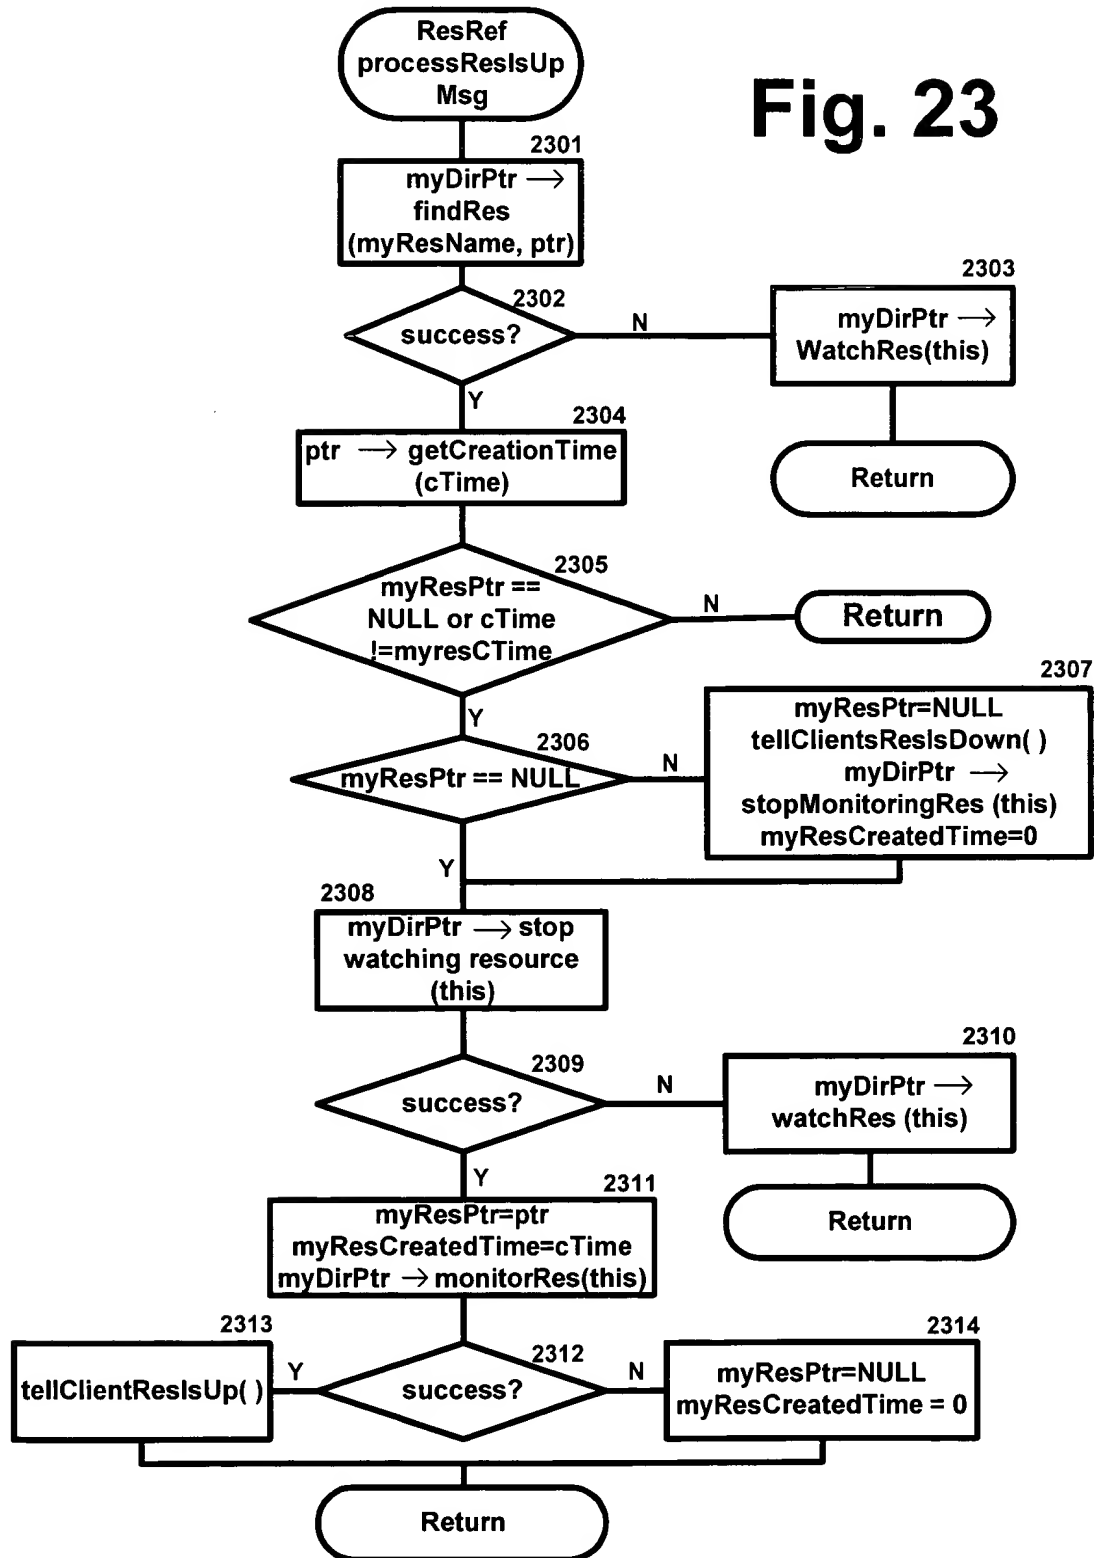 ResRef
processResIsUp
Msg
Fig. 23
2301
myDirPtr →
findRes
(myResName, ptr)
2302
success?
N
2303
myDirPtr →
WatchRes(this)
Return
Y
2304
ptr → getCreationTime
(cTime)
2305
myResPtr ==
NULL or cTime
!=myresCTime
N
Return
Y
2306
myResPtr == NULL
N
2307
myResPtr=NULL
tellClientsResIsDown( )
myDirPtr →
stopMonitoringRes (this)
myResCreatedTime=0
Y
2308
myDirPtr → stop
watching resource
(this)
2309
success?
N
2310
myDirPtr →
watchRes (this)
Return
Y
2311
myResPtr=ptr
myResCreatedTime=cTime
myDirPtr → monitorRes(this)
2312
success?
Y
2313
tellClientResIsUp( )
N
2314
myResPtr=NULL
myResCreatedTime = 0
Return